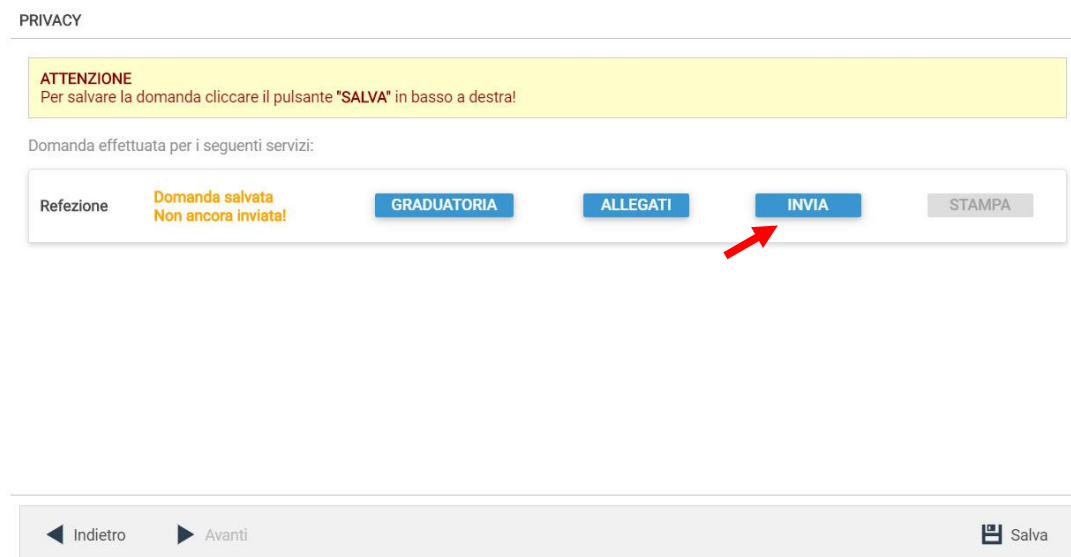 PRIVACY
ATTENZIONE
Per salvare la domanda cliccare il pulsante "SALVA" in basso a destra!
Domanda effettuata per i seguenti servizi:
Refezione
Domanda salvata
Non ancora inviata!
GRADUATORIA
ALLEGATI
INVIA
STAMPA
Indietro
Avanti
Salva